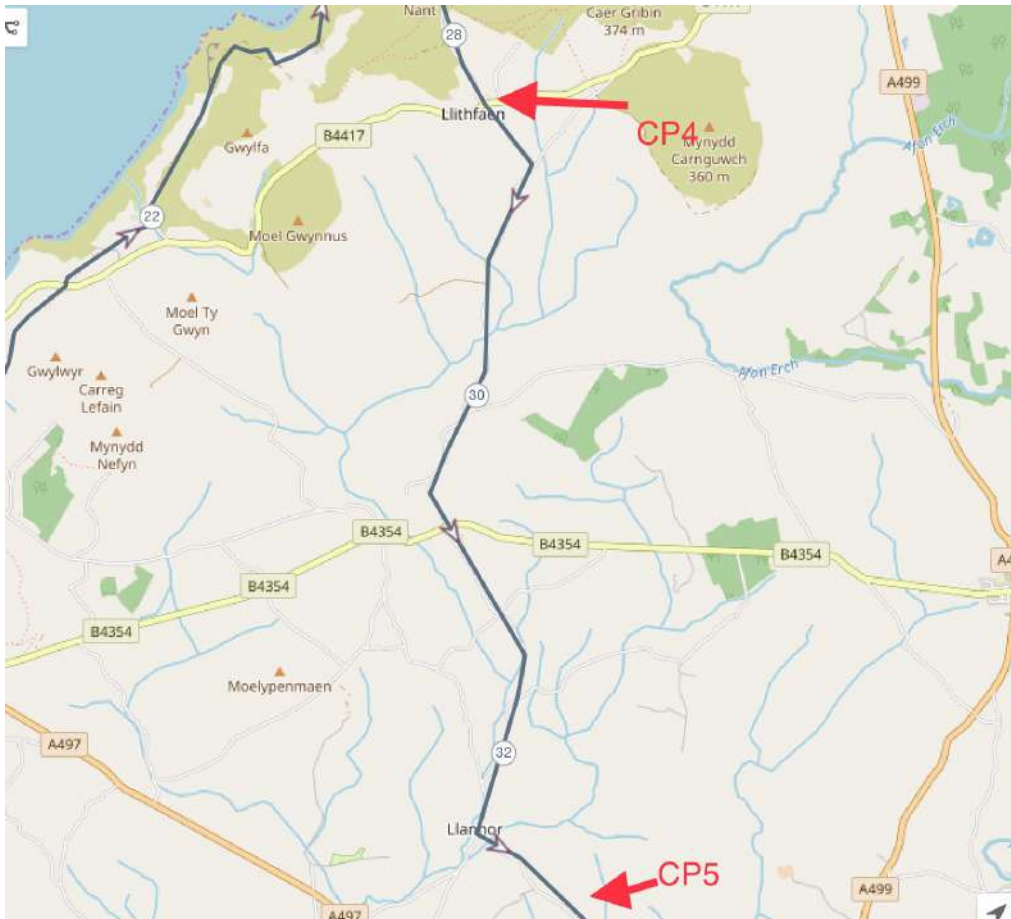 Nant
Caer Gribin
374 m
28
A499
Llithfaen
CP4
B4417
Gwylfa
Mynydd
Carnguwch
360 m
Afon Erch
22
Moel Gwynnus
Moel Ty
Gwyn
Gwylwyr
Carreg
Lefain
Afon Erch
30
Mynydd
Nefyn
B4354
B4354
B4354
B4354
B4354
Moelypenmaen
A497
32
Llannor
CP5
A499
A497